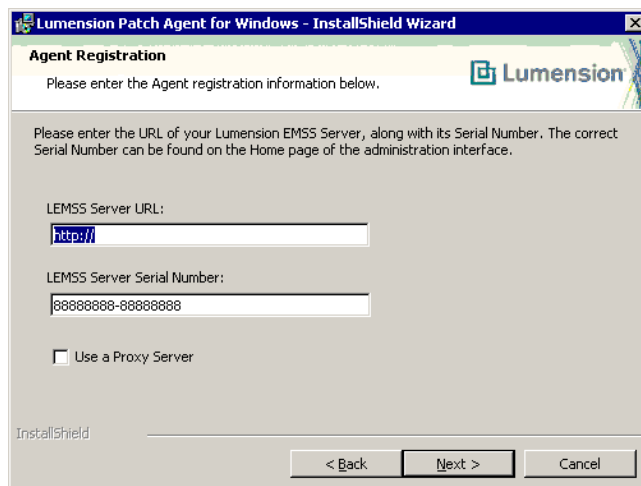 Lumension Patch Agent for Windows - InstallShield Wizard
Agent Registration
Please enter the Agent registration information below.
Lumension
Please enter the URL of your Lumension EMSS Server, along with its Serial Number. The correct
Serial Number can be found on the Home page of the administration interface.
LEMSS Server URL:
http://
LEMSS Server Serial Number:
88888888-88888888
Use a Proxy Server
InstallShield
< Back Next > Cancel